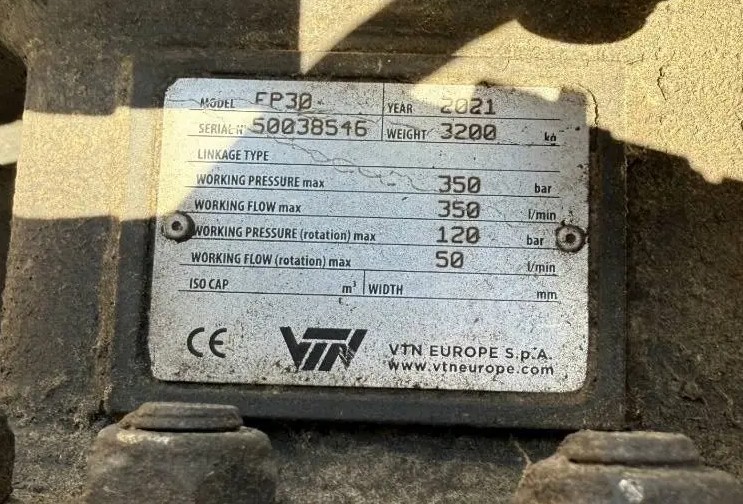 MODEL FP30 YEAR 2021
SERIAL N° 50038546 WEIGHT 3200 kg
LINKAGE TYPE
WORKING PRESSURE max 350 bar
WORKING FLOW max 350 l/min
WORKING PRESSURE (rotation) max 120 bar
WORKING FLOW (rotation) max 50 l/min
ISO CAP m³ WIDTH mm
CE VTN VTN EUROPE S.p.A.
www.vtneurope.com